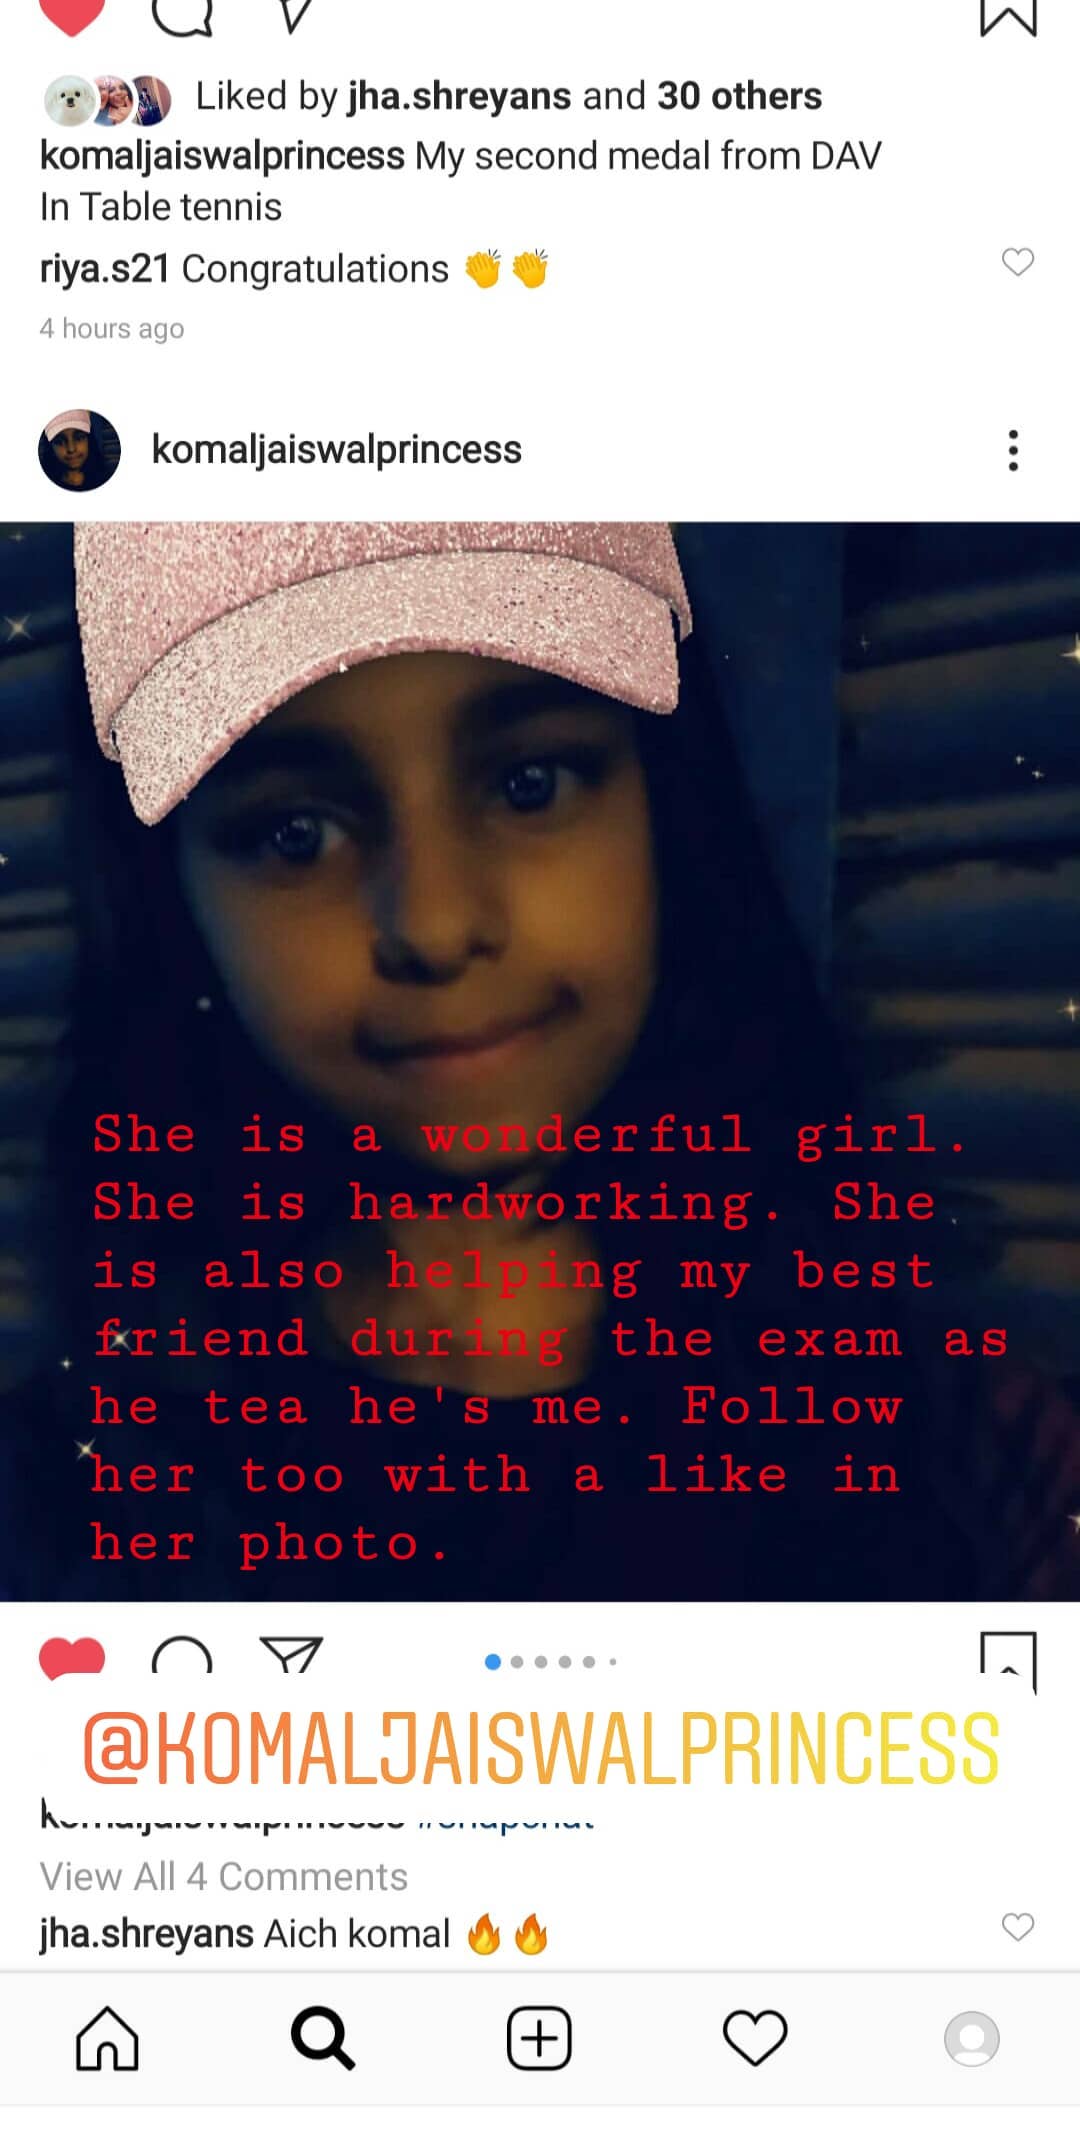 Liked by jha.shreyans and 30 others
komaljaiswalprincess My second medal from DAV
In Table tennis
riya.s21 Congratulations 👏👏
4 hours ago
komaljaiswalprincess
She is a wonderful girl.
She is hardworking. She
is also helping my best
friend during the exam as
he tea he's me. Follow
her too with a like in
her photo.
@KOMALJAISWALPRINCESS
View All 4 Comments
jha.shreyans Aich komal 🔥🔥